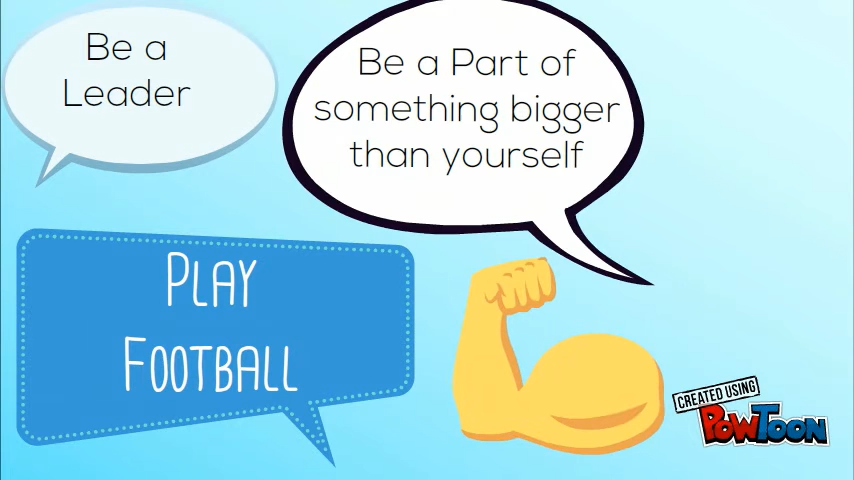 Be a
Leader
Be a Part of
something bigger
than yourself
PLAY
FOOTBALL
CREATED USING
POWTOON